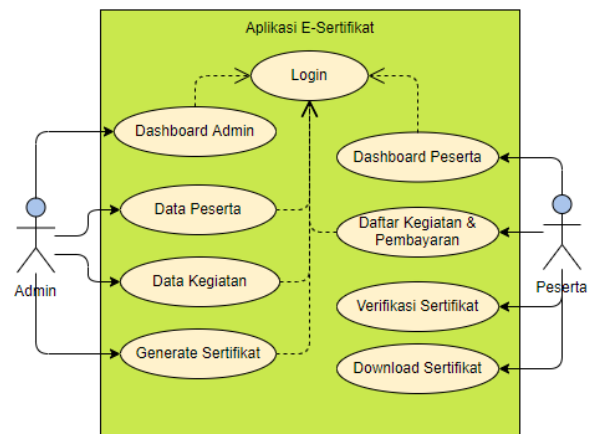 Aplikasi E-Sertifikat
Login
Dashboard Admin
Dashboard Peserta
Data Peserta
Daftar Kegiatan &
Pembayaran
Data Kegiatan
Admin
Verifikasi Sertifikat
Peserta
Generate Sertifikat
Download Sertifikat